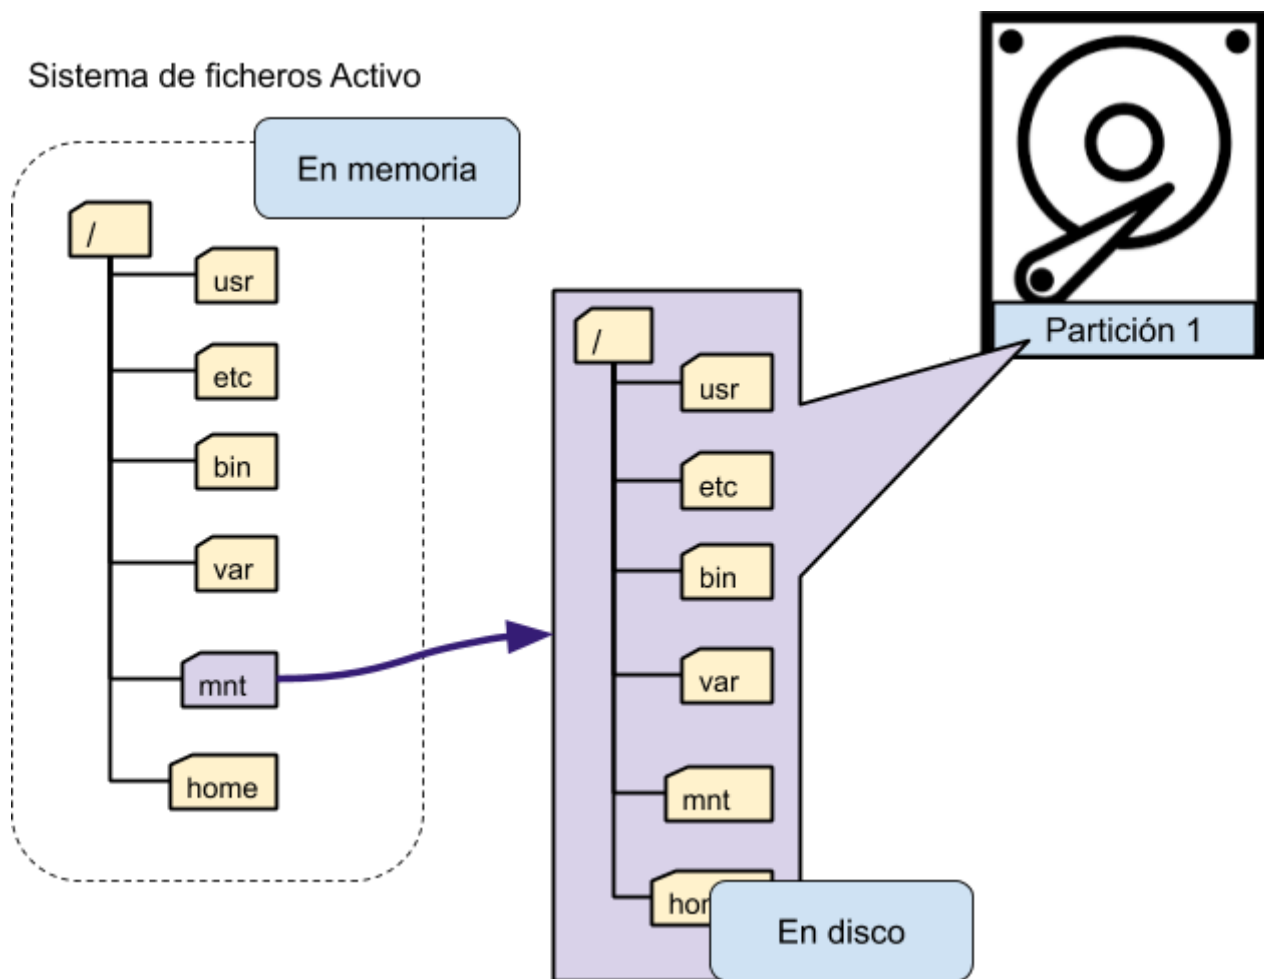 Sistema de ficheros Activo
En memoria
/
usr
etc
bin
var
mnt
home
Partición 1
/
usr
etc
bin
var
mnt
En disco